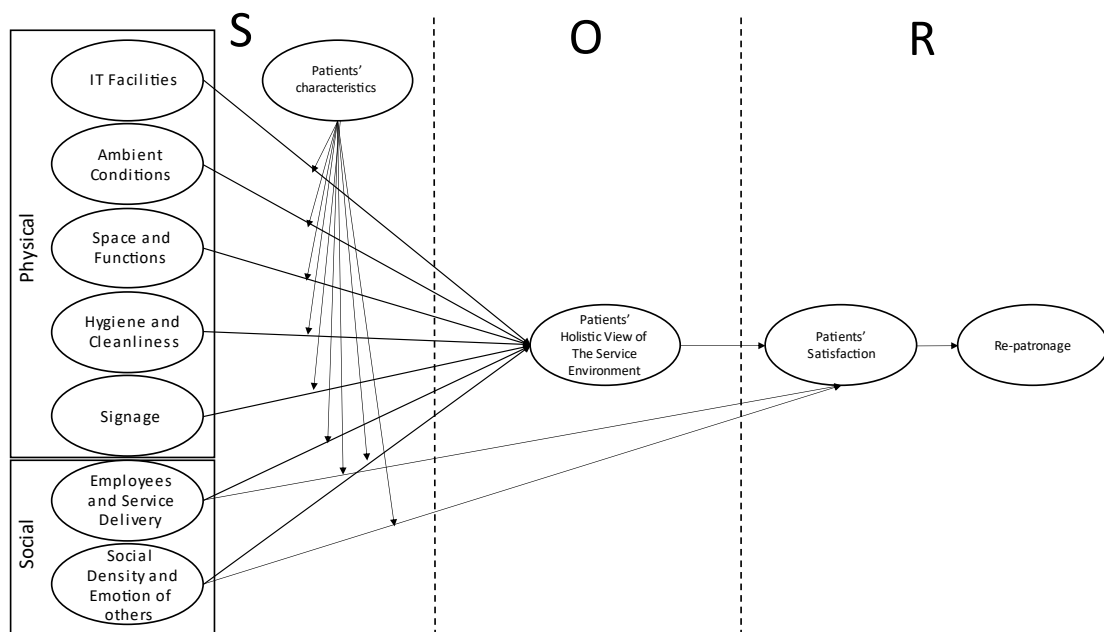 S
O
R
Physical
IT Facilities
Ambient
Conditions
Space and
Functions
Hygiene and
Cleanliness
Signage
Social
Employees
and Service
Delivery
Social
Density and
Emotion of
others
Patients'
characteristics
Patients'
Holistic View of
The Service
Environment
Patients'
Satisfaction
Re-patronage